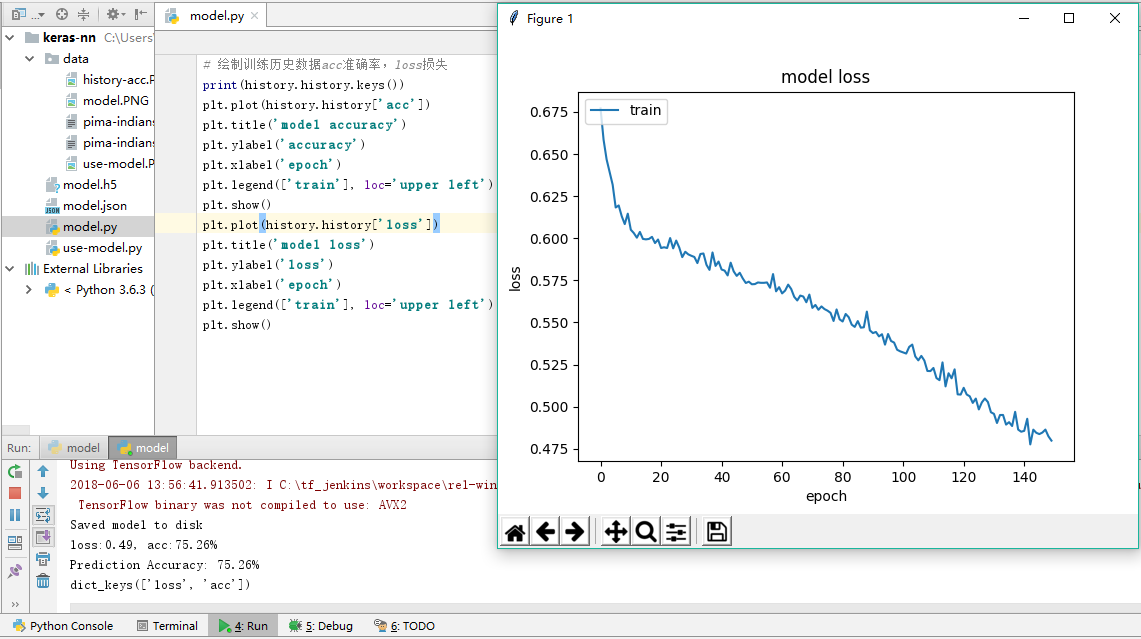 model.py
keras-nn C:\Users
data
history-acc.P
model.PNG
pima-indians
pima-indians
use-model.P
model.h5
model.json
model.py
use-model.py
External Libraries
< Python 3.6.3 (
# 绘制训练历史数据acc准确率，loss损失
print(history.history.keys())
plt.plot(history.history['acc'])
plt.title('model accuracy')
plt.ylabel('accuracy')
plt.xlabel('epoch')
plt.legend(['train'], loc='upper left')
plt.show()
plt.plot(history.history['loss'])
plt.title('model loss')
plt.ylabel('loss')
plt.xlabel('epoch')
plt.legend(['train'], loc='upper left')
plt.show()
Figure 1
model loss
train
0.675
0.650
0.625
0.600
0.575
0.550
0.525
0.500
0.475
loss
0 20 40 60 80 100 120 140
epoch
Run: model model
Using TensorFlow backend.
2018-06-06 13:56:41.913502: I C:\tf_jenkins\workspace\rel-win
TensorFlow binary was not compiled to use: AVX2
Saved model to disk
loss:0.49, acc:75.26%
Prediction Accuracy: 75.26%
dict_keys(['loss', 'acc'])
Python Console Terminal 4: Run 5: Debug 6: TODO